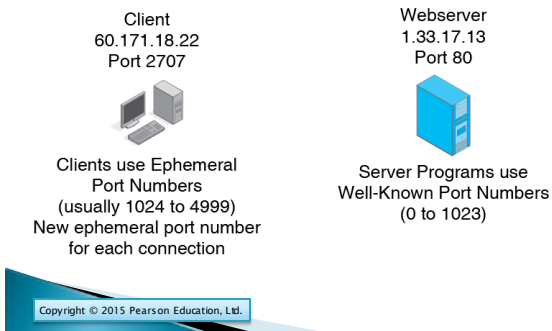 Client
60.171.18.22
Port 2707
Clients use Ephemeral
Port Numbers
(usually 1024 to 4999)
New ephemeral port number
for each connection
Webserver
1.33.17.13
Port 80
Server Programs use
Well-Known Port Numbers
(0 to 1023)
Copyright © 2015 Pearson Education, Ltd.